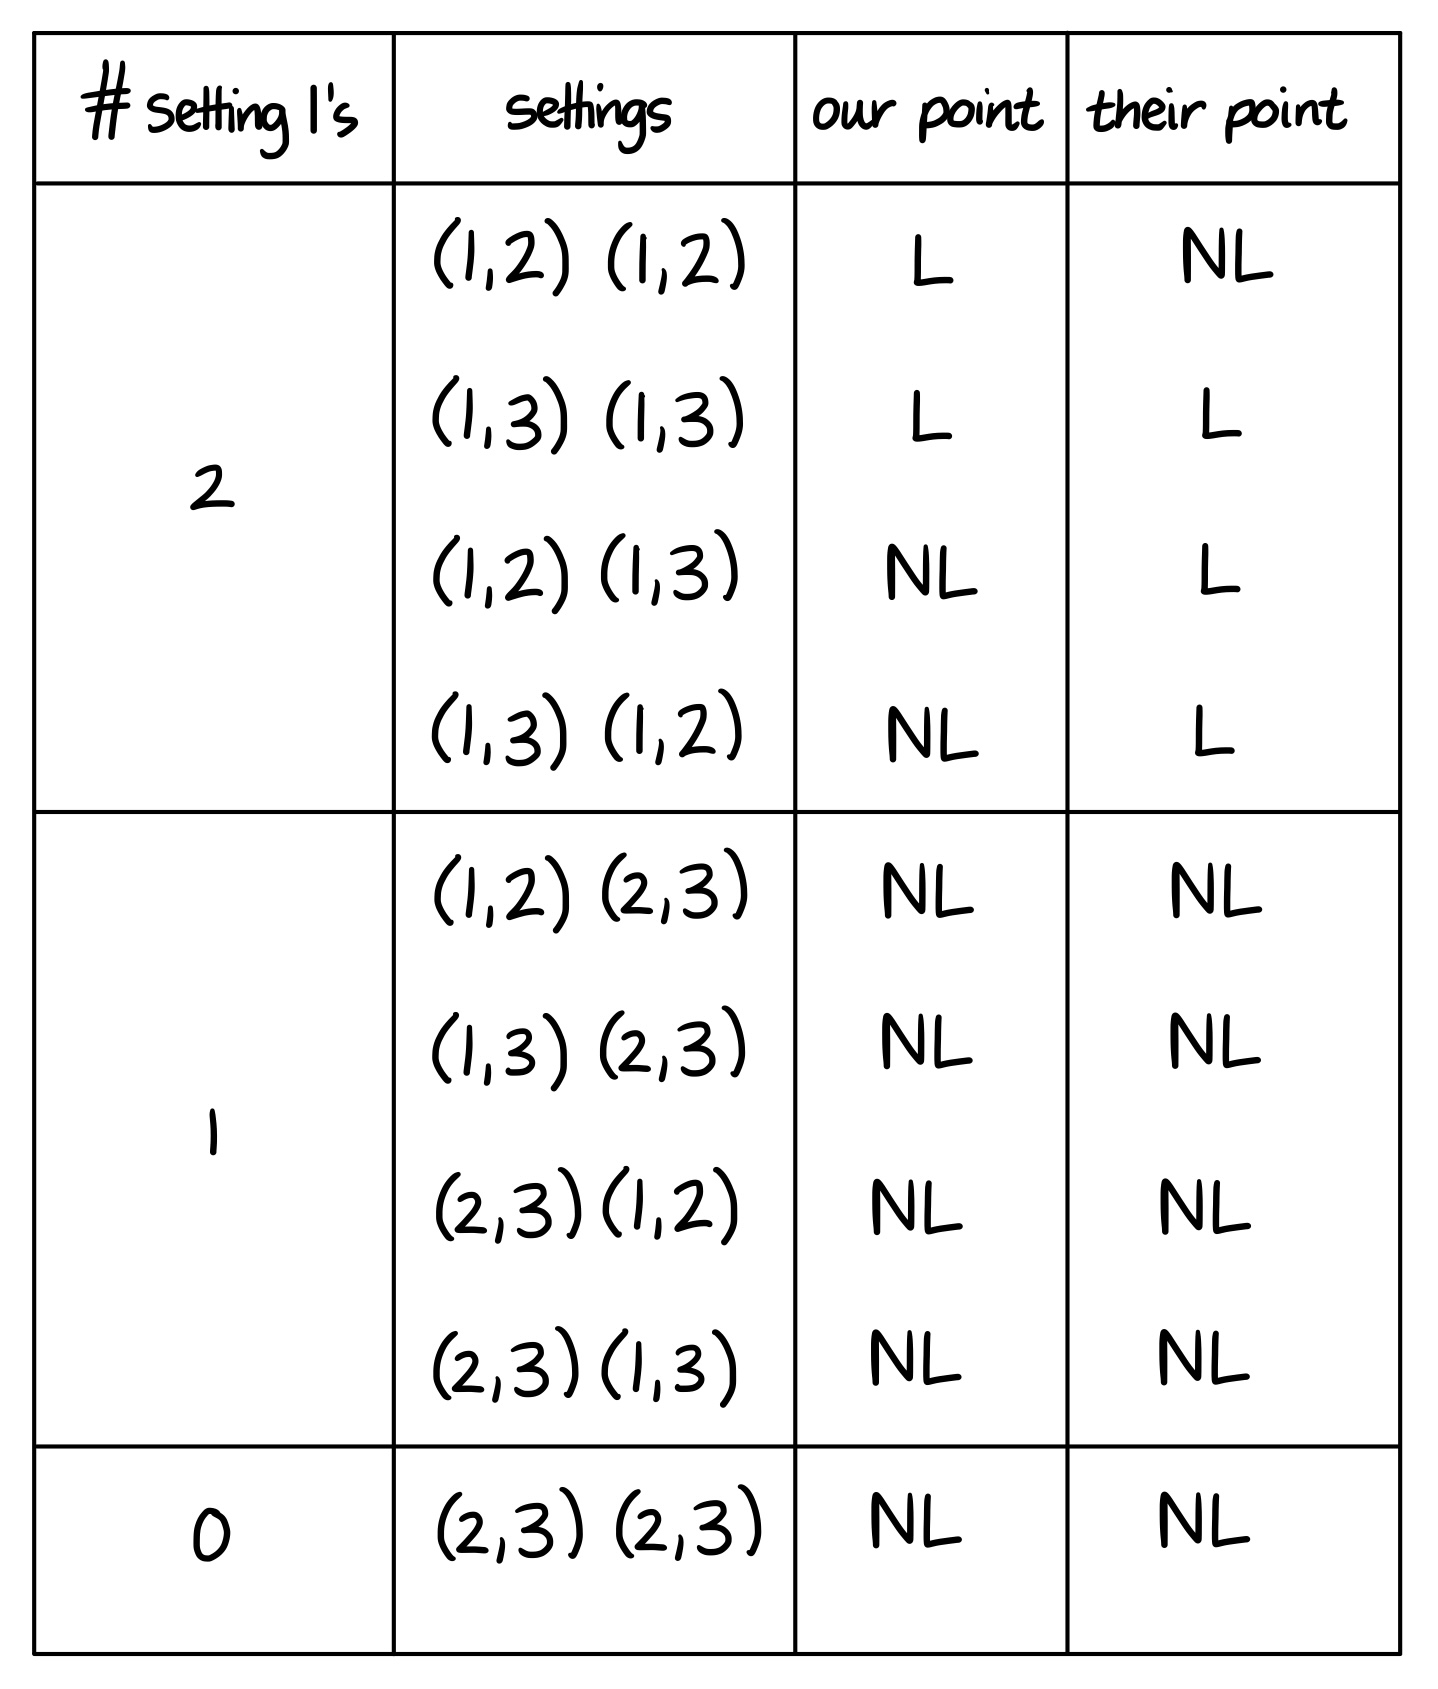 # setting 1's settings our point their point
(1,2) (1,2) L NL
(1,3) (1,3) L L
2
(1,2) (1,3) NL L
(1,3) (1,2) NL L
(1,2) (2,3) NL NL
(1,3) (2,3) NL NL
1
(2,3) (1,2) NL NL
(2,3) (1,3) NL NL
0 (2,3) (2,3) NL NL